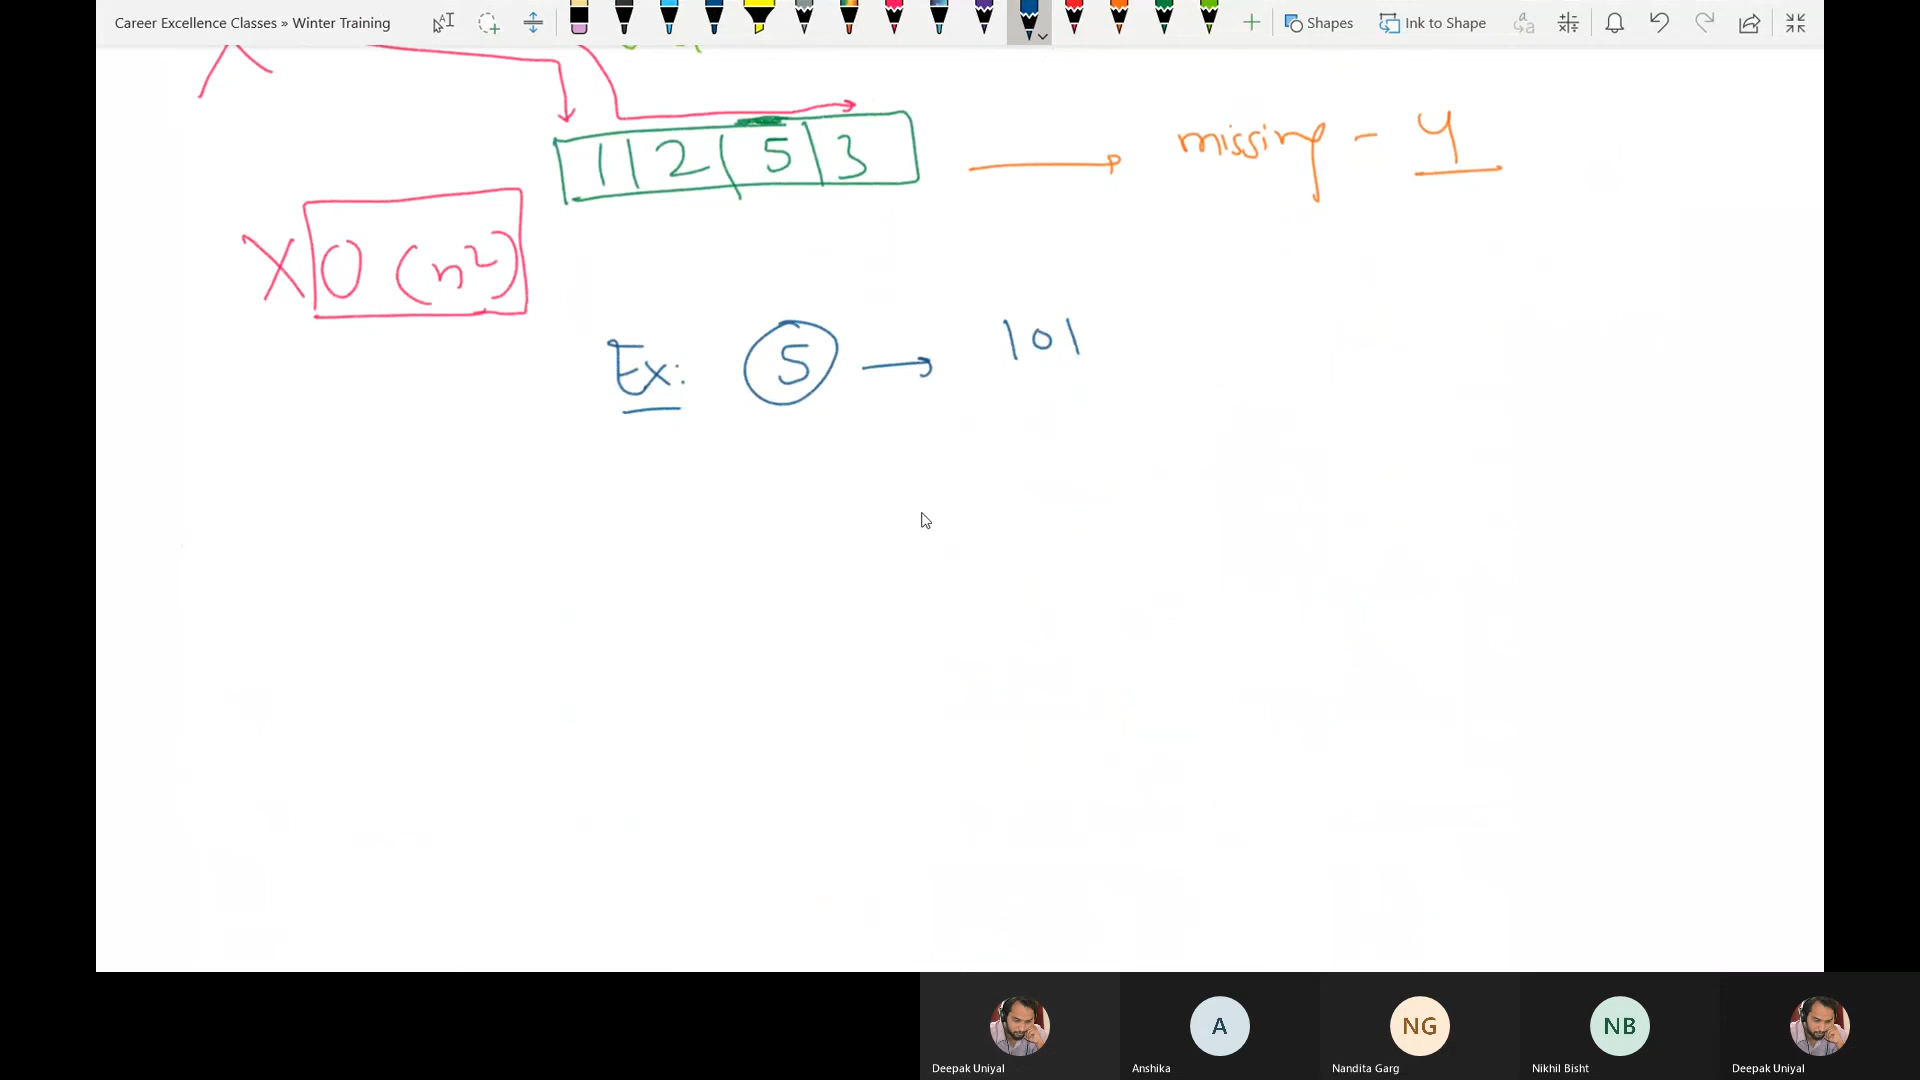 Career Excellence Classes » Winter Training
Shapes
Ink to Shape
1 | 2 | 5 | 3
missing - 4
X O (n²)
Ex: 5 → 101
A
NG
NB
Deepak Uniyal
Anshika
Nandita Garg
Nikhil Bisht
Deepak Uniyal